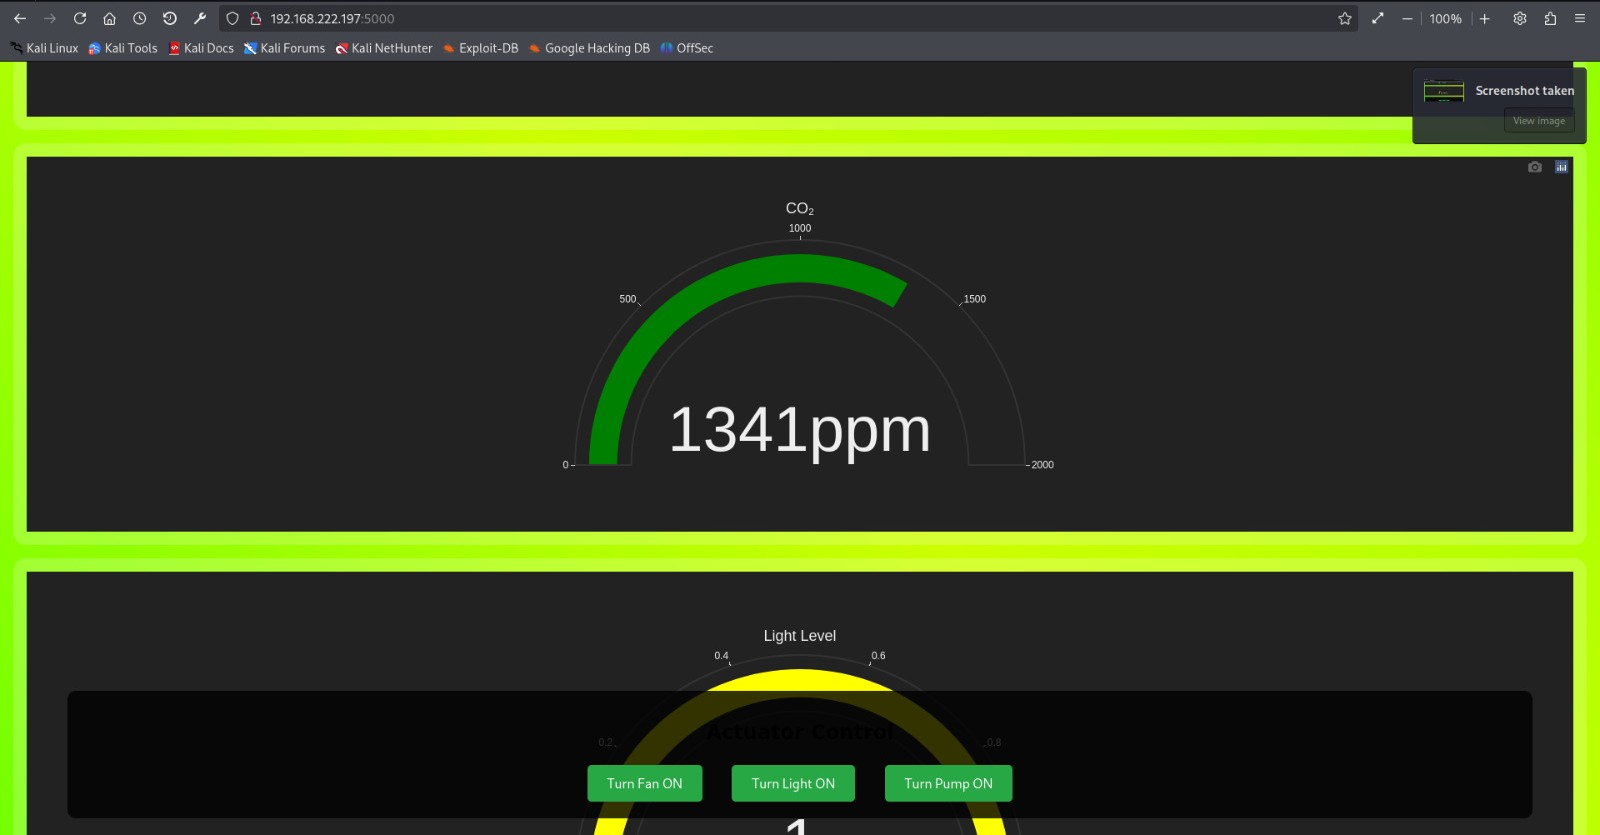 192.168.222.197:5000
100%
Kali Linux Kali Tools Kali Docs Kali Forums Kali NetHunter Exploit-DB Google Hacking DB OffSec
Screenshot taken
View image
CO₂
1000
500
1500
1341ppm
0
2000
Light Level
0.4
0.6
Actuator Control
0.2
0.8
Turn Fan ON Turn Light ON Turn Pump ON
1